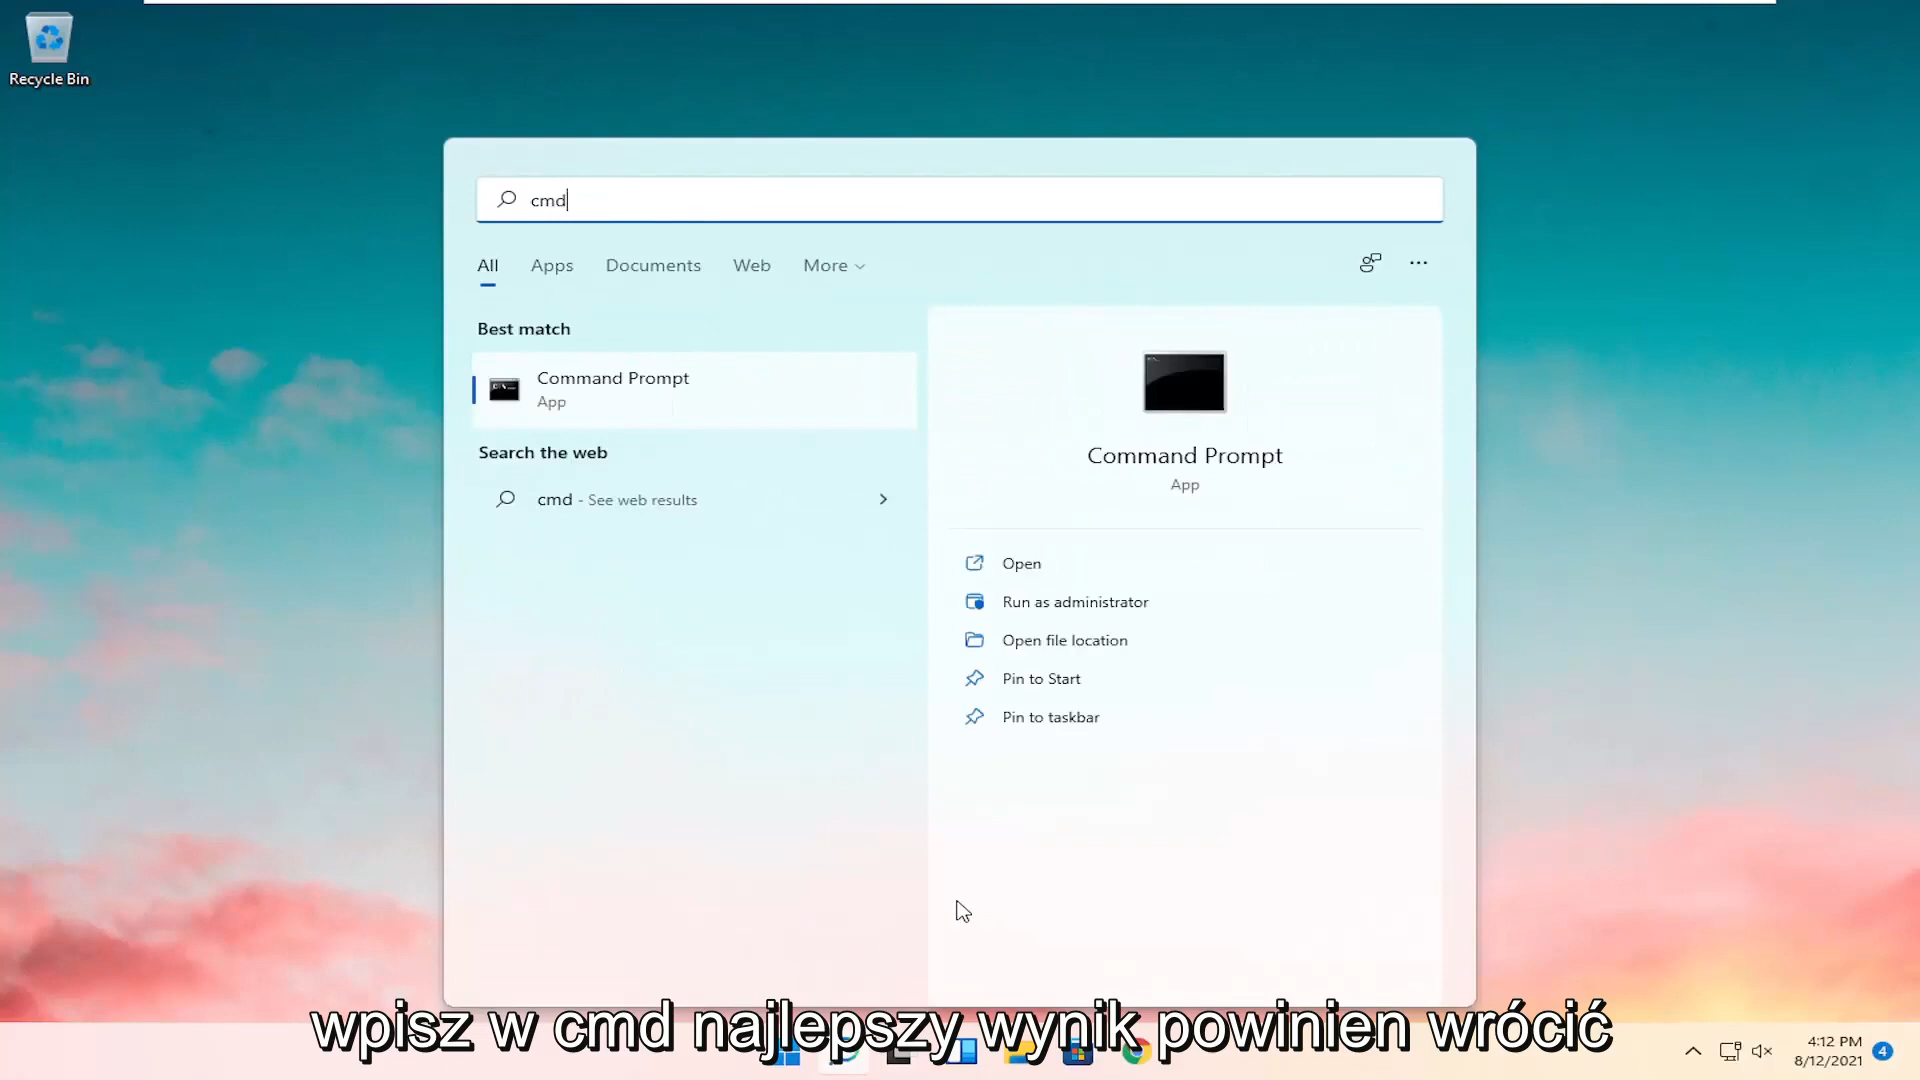 Recycle Bin
cmd
All Apps Documents Web More
Best match
Command Prompt
App
Search the web
cmd - See web results
Command Prompt
App
Open
Run as administrator
Open file location
Pin to Start
Pin to taskbar
wpisz w cmd najlepszy wynik powinien wrócić
4:12 PM
8/12/2021
4